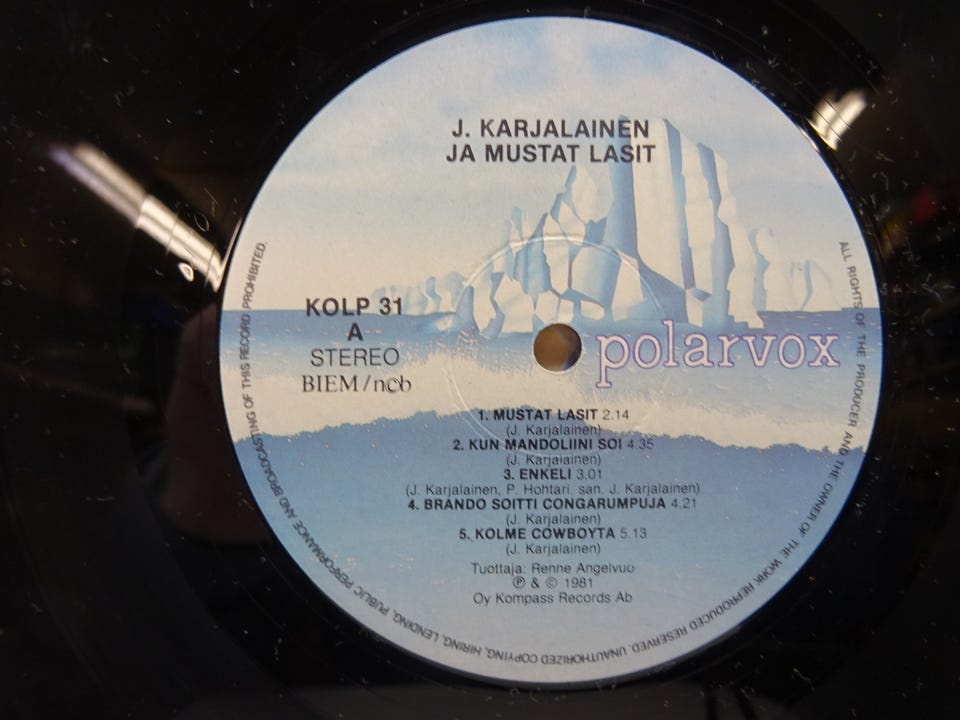 J. KARJALAINEN
JA MUSTAT LASIT
KOLP 31
A
STEREO
BIEM/ncb
polarvox
1. MUSTAT LASIT 2.14
(J. Karjalainen)
2. KUN MANDOLIINI SOI 4.35
(J. Karjalainen)
3. ENKELI 3.01
(J. Karjalainen, P. Hohtari, san. J. Karjalainen)
4. BRANDO SOITTI CONGARUMPUJA 4.21
(J. Karjalainen)
5. KOLME COWBOYTA 5.13
(J. Karjalainen)
Tuottaja: Renne Angelvuo
℗ & © 1981
Oy Kompass Records Ab
ALL RIGHTS OF THE PRODUCER AND THE OWNER OF THE WORK REPRODUCED RESERVED. UNAUTHORIZED COPYING, HIRING, LENDING, PUBLIC PERFORMANCE AND BROADCASTING OF THIS RECORD PROHIBITED.